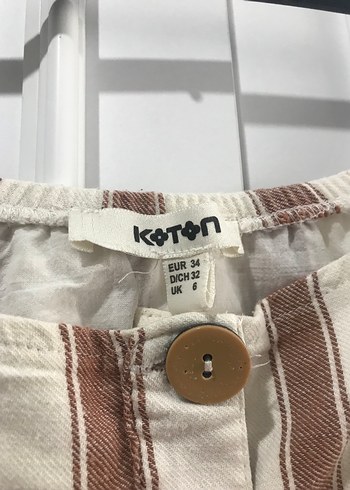 KOTON
EUR 34
D/CH 32
UK 6